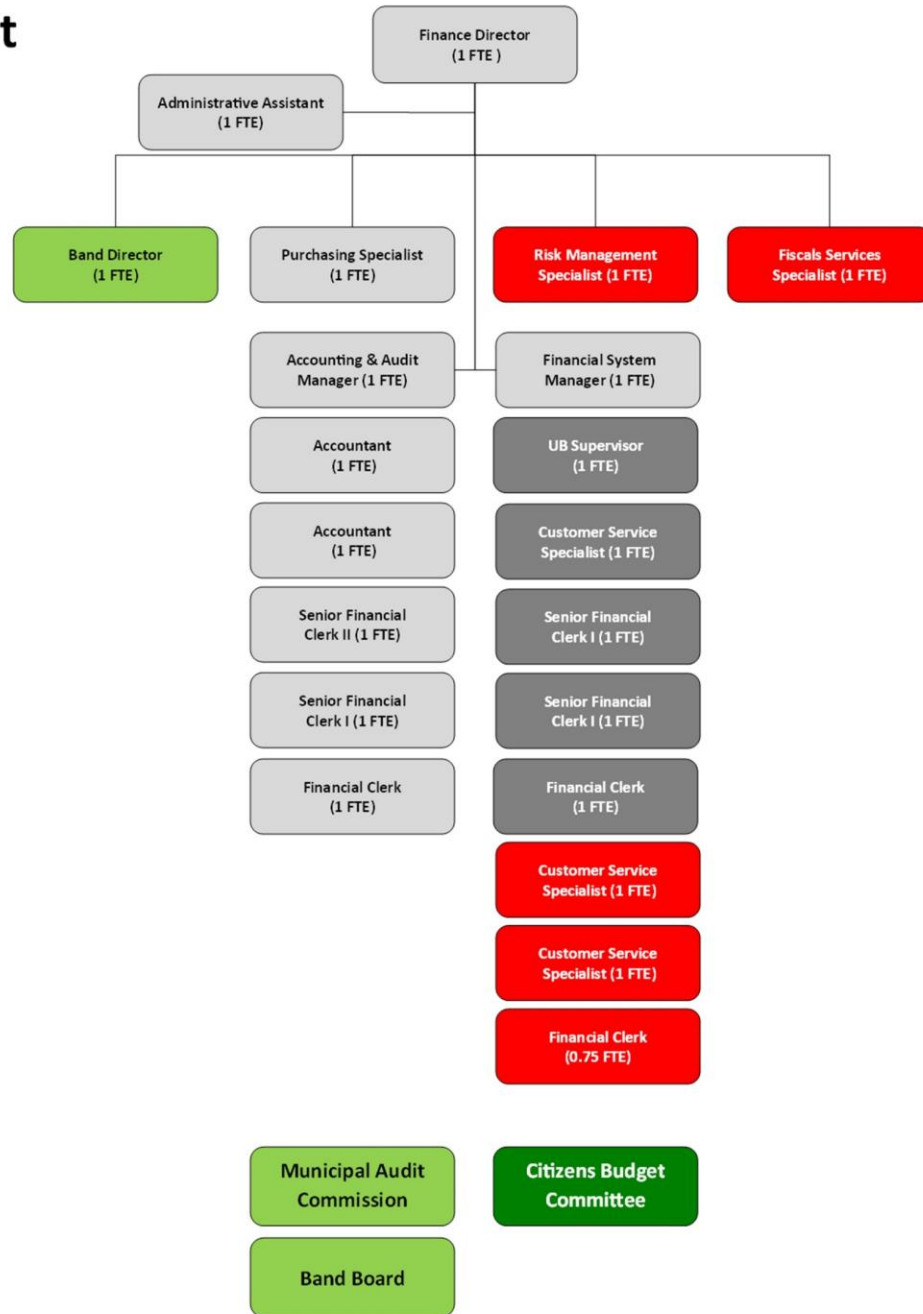 t
Finance Director
(1 FTE )
Administrative Assistant
(1 FTE)
Band Director
(1 FTE)
Purchasing Specialist
(1 FTE)
Risk Management
Specialist (1 FTE)
Fiscals Services
Specialist (1 FTE)
Accounting & Audit
Manager (1 FTE)
Financial System
Manager (1 FTE)
Accountant
(1 FTE)
UB Supervisor
(1 FTE)
Accountant
(1 FTE)
Customer Service
Specialist (1 FTE)
Senior Financial
Clerk II (1 FTE)
Senior Financial
Clerk I (1 FTE)
Senior Financial
Clerk I (1 FTE)
Senior Financial
Clerk I (1 FTE)
Financial Clerk
(1 FTE)
Financial Clerk
(1 FTE)
Customer Service
Specialist (1 FTE)
Customer Service
Specialist (1 FTE)
Financial Clerk
(0.75 FTE)
Municipal Audit
Commission
Citizens Budget
Committee
Band Board